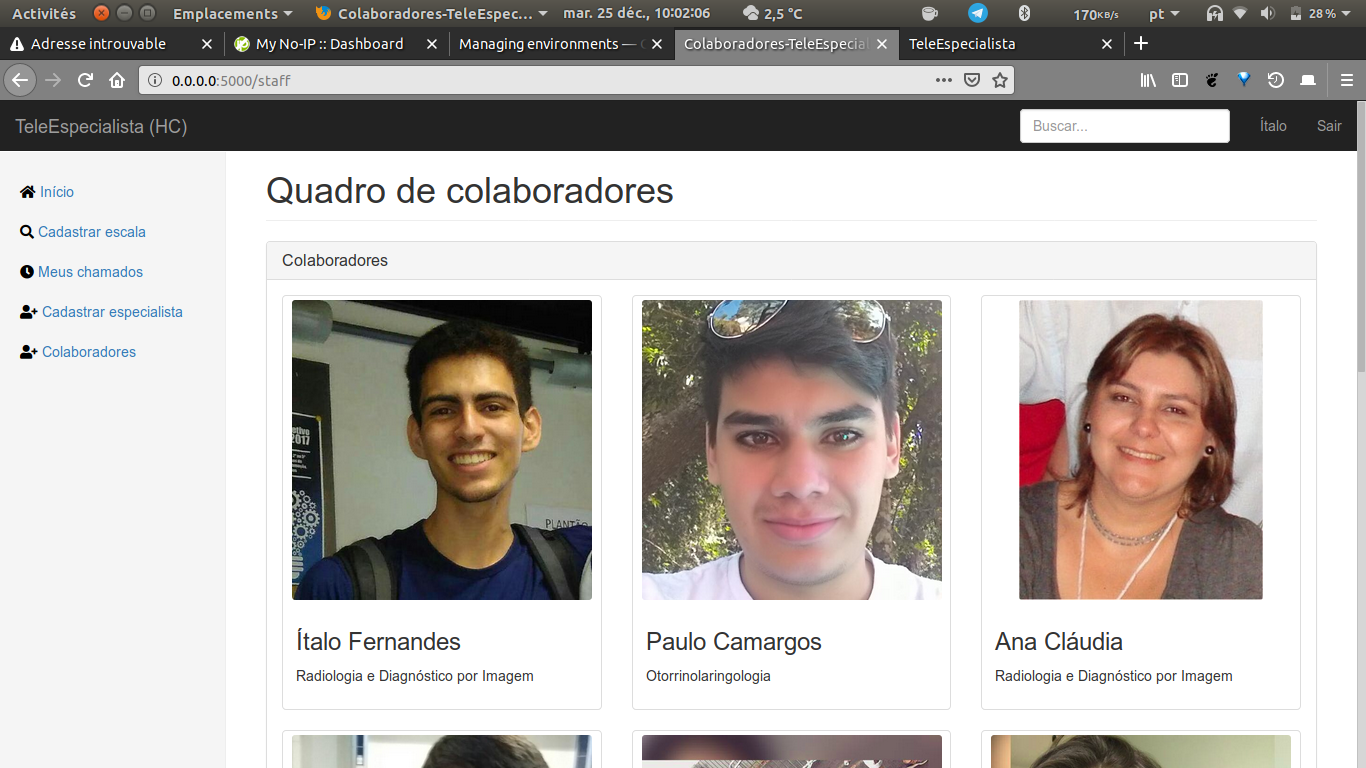 Activités Emplacements Colaboradores-TeleEspec... mar. 25 déc., 10:02:06 2,5 °C 170KB/s pt 28 %
Adresse introuvable My No-IP :: Dashboard Managing environments — Colaboradores-TeleEspecial TeleEspecialista
0.0.0.0:5000/staff
TeleEspecialista (HC) Buscar... Ítalo Sair
Início
Cadastrar escala
Meus chamados
Cadastrar especialista
Colaboradores
Quadro de colaboradores
Colaboradores
2017
PLANTÃO
Ítalo Fernandes
Radiologia e Diagnóstico por Imagem
Paulo Camargos
Otorrinolaringologia
Ana Cláudia
Radiologia e Diagnóstico por Imagem